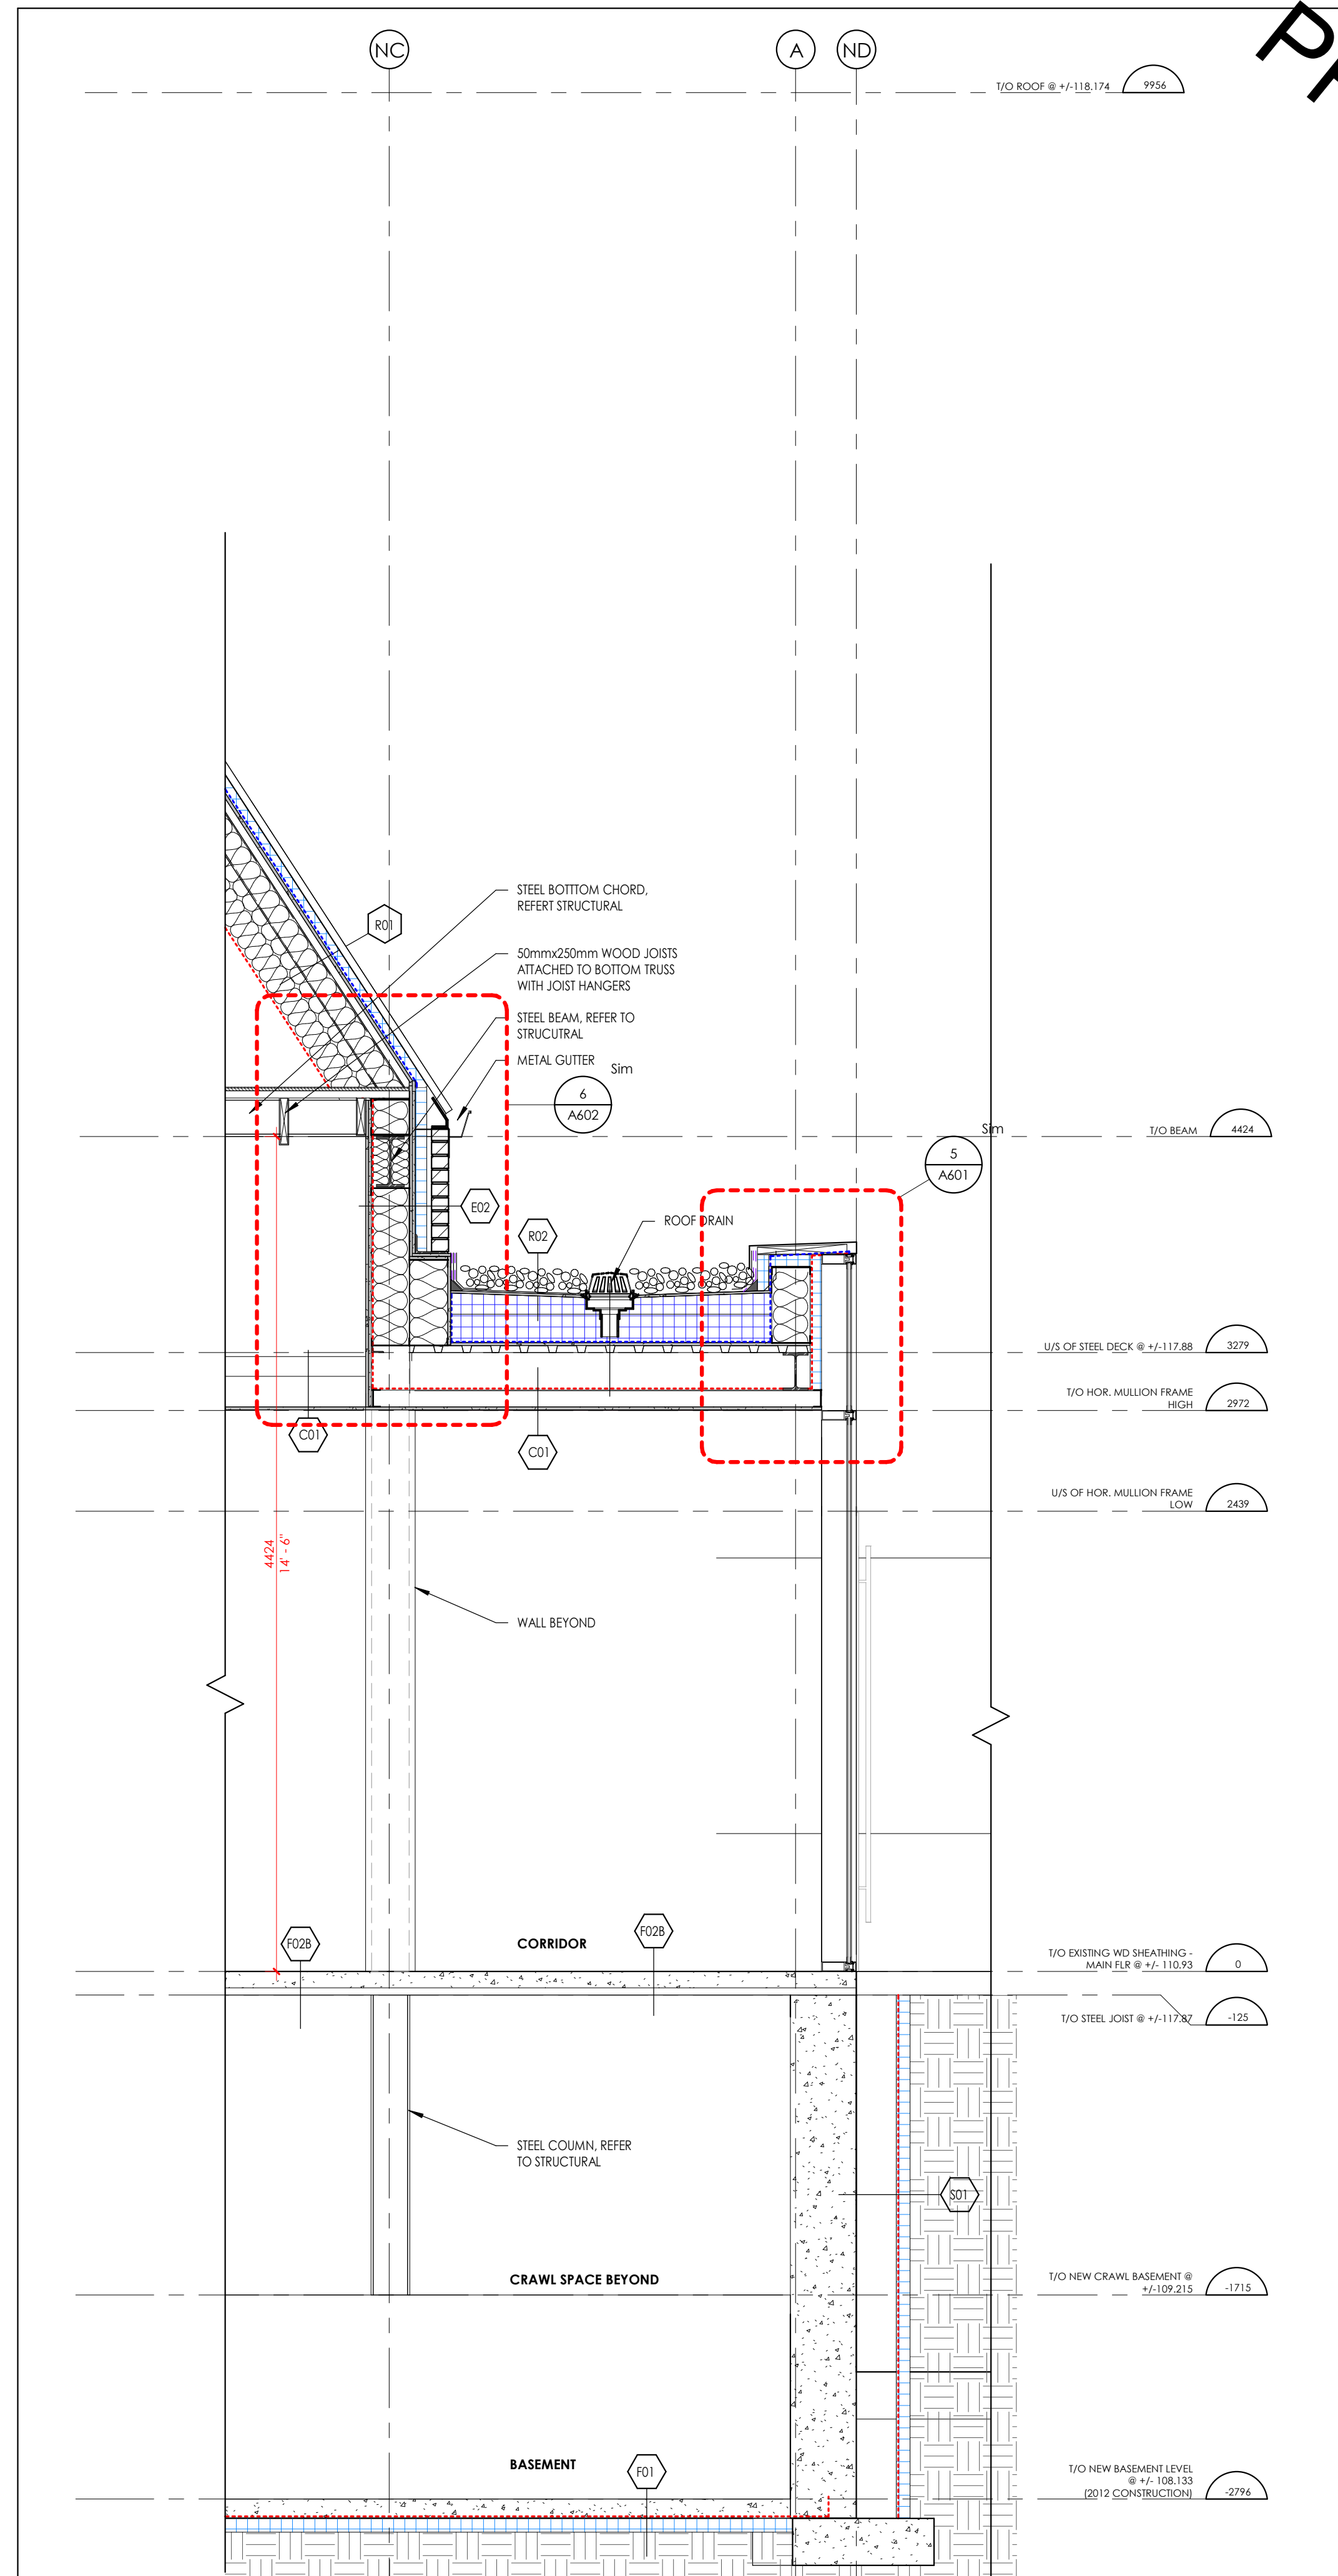 NC
A
ND
PR
T/O ROOF @ +/-118.174
9956
STEEL BOTTTOM CHORD,
REFERT STRUCTURAL
R01
50mmx250mm WOOD JOISTS
ATTACHED TO BOTTOM TRUSS
WITH JOIST HANGERS
STEEL BEAM, REFER TO
STRUCUTRAL
METAL GUTTER
Sim
6
A602
T/O BEAM
4424
Sim
5
A601
E02
R02
ROOF DRAIN
U/S OF STEEL DECK @ +/-117.88
3279
T/O HOR. MULLION FRAME
HIGH
2972
C01
C01
U/S OF HOR. MULLION FRAME
LOW
2439
4424
14' - 6"
WALL BEYOND
F02B
CORRIDOR
F02B
T/O EXISTING WD SHEATHING -
MAIN FLR @ +/- 110.93
0
T/O STEEL JOIST @ +/-117.87
-125
STEEL COUMN, REFER
TO STRUCTURAL
S01
CRAWL SPACE BEYOND
T/O NEW CRAWL BASEMENT @
+/-109.215
-1715
BASEMENT
F01
T/O NEW BASEMENT LEVEL
@ +/- 108.133
(2012 CONSTRUCTION)
-2796